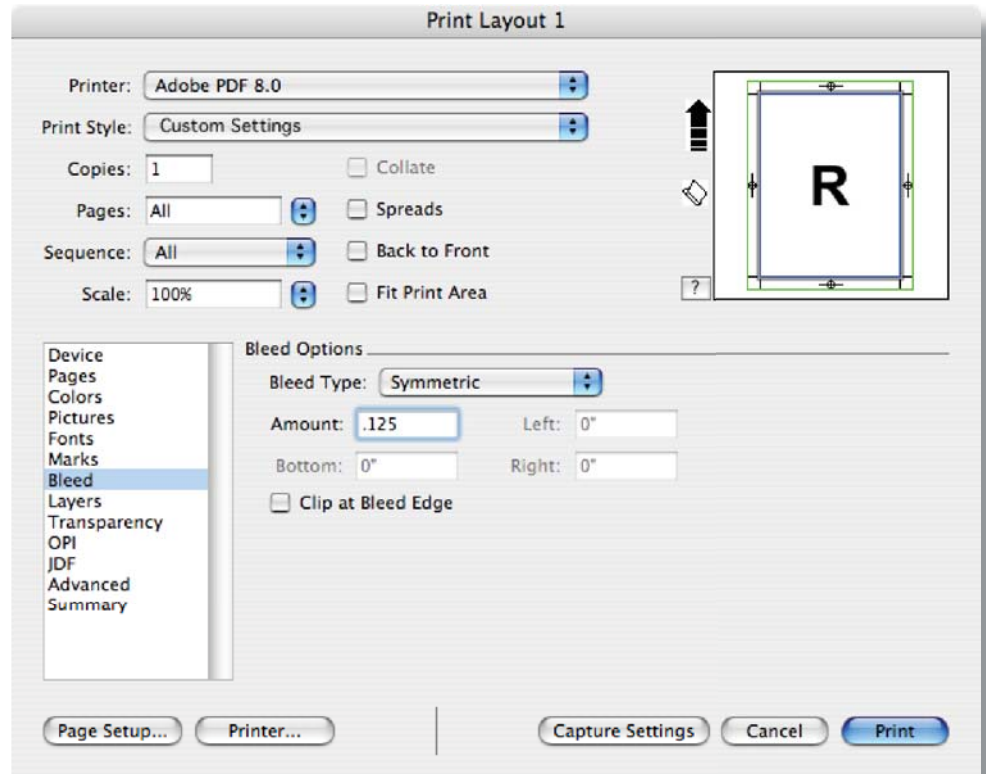 Print Layout 1
Printer: Adobe PDF 8.0
Print Style: Custom Settings
Copies: 1 Collate
Pages: All Spreads
Sequence: All Back to Front
Scale: 100% Fit Print Area
R
?
Device
Pages
Colors
Pictures
Fonts
Marks
Bleed
Layers
Transparency
OPI
JDF
Advanced
Summary
Bleed Options
Bleed Type: Symmetric
Amount: .125 Left: 0"
Bottom: 0" Right: 0"
Clip at Bleed Edge
Page Setup... Printer... Capture Settings Cancel Print